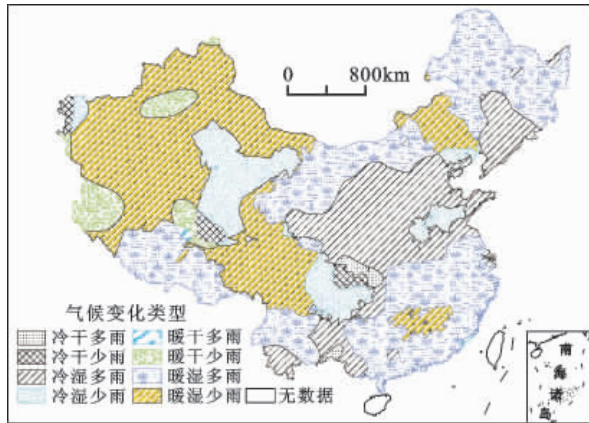 0 800km
气候变化类型
冷干多雨 暖干多雨
冷干少雨 暖干少雨
冷湿多雨 暖湿多雨
冷湿少雨 暖湿少雨 无数据
南
海
诸
岛